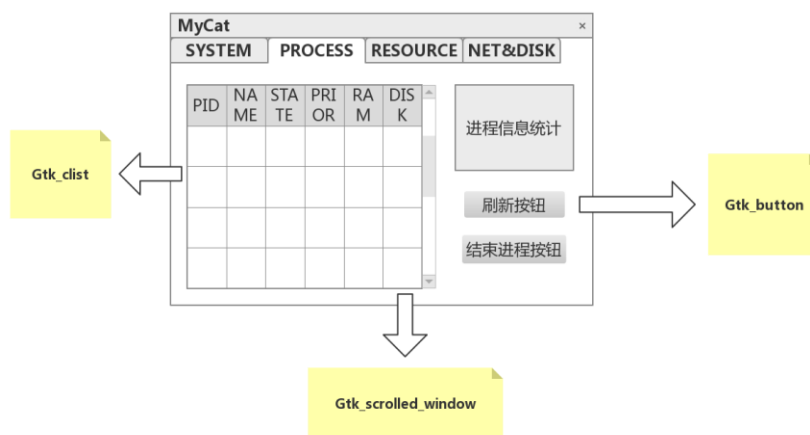 MyCat ×
SYSTEM PROCESS RESOURCE NET&DISK
PID NA STA PRI RA DIS
ME TE OR M K
进程信息统计
刷新按钮
结束进程按钮
Gtk_clist
Gtk_button
Gtk_scrolled_window